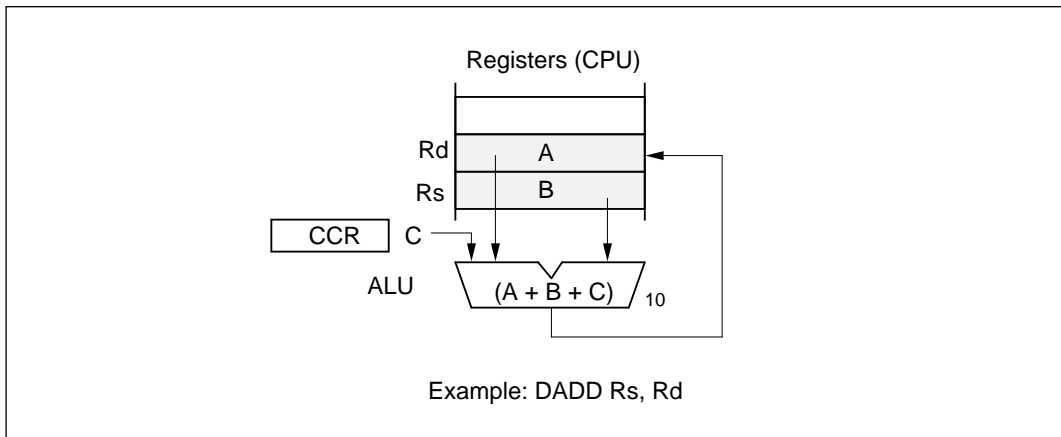 Registers (CPU)
Rd A
Rs B
CCR C
ALU (A + B + C) 10
Example: DADD Rs, Rd